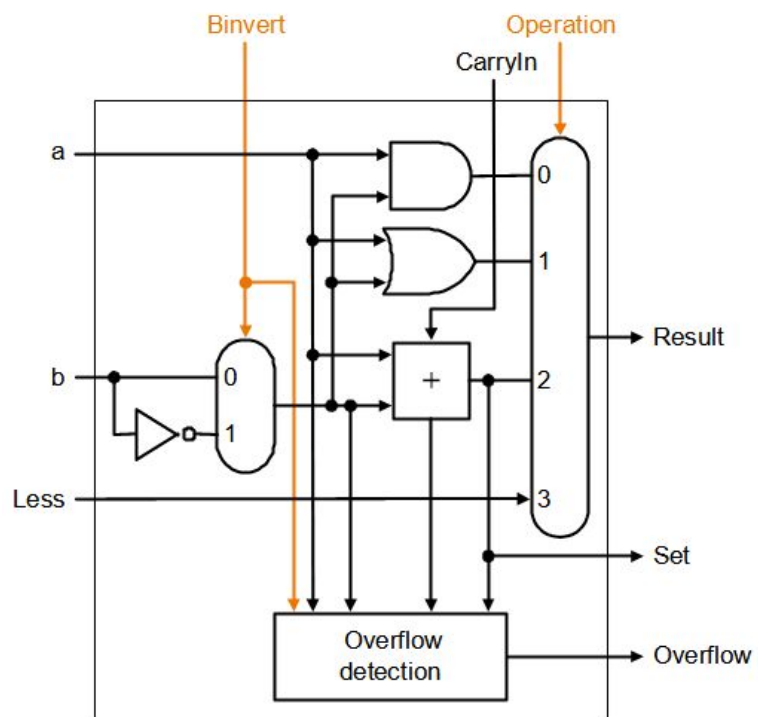 Binvert
Operation
CarryIn
a
0
1
b
0
+
2
Result
1
Less
3
Set
Overflow
detection
Overflow